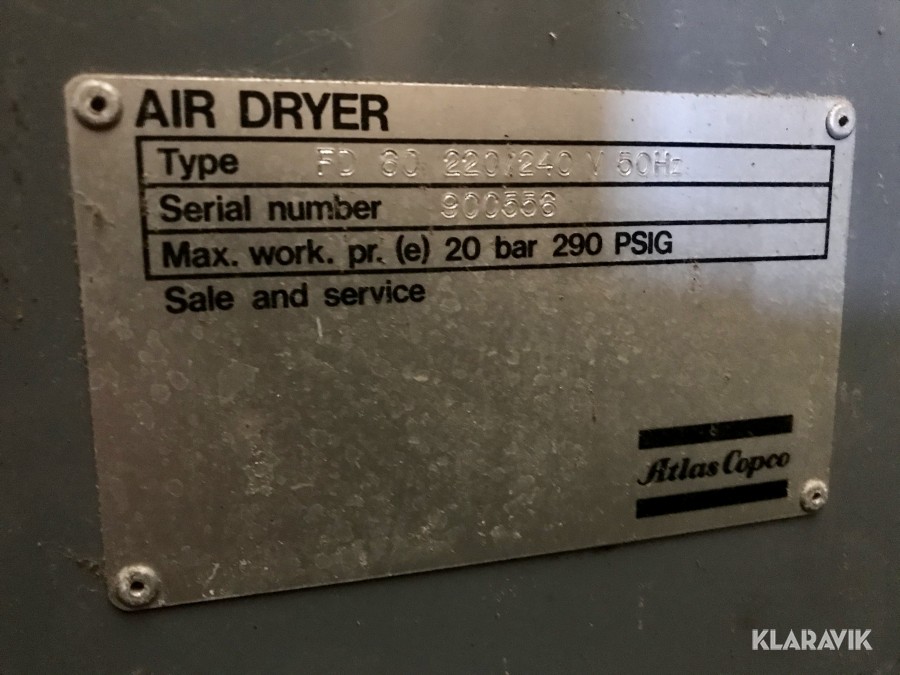 AIR DRYER
Type FD 60 220/240 V 50Hz
Serial number 900556
Max. work. pr. (e) 20 bar 290 PSIG
Sale and service
Atlas Copco
KLARAVIK